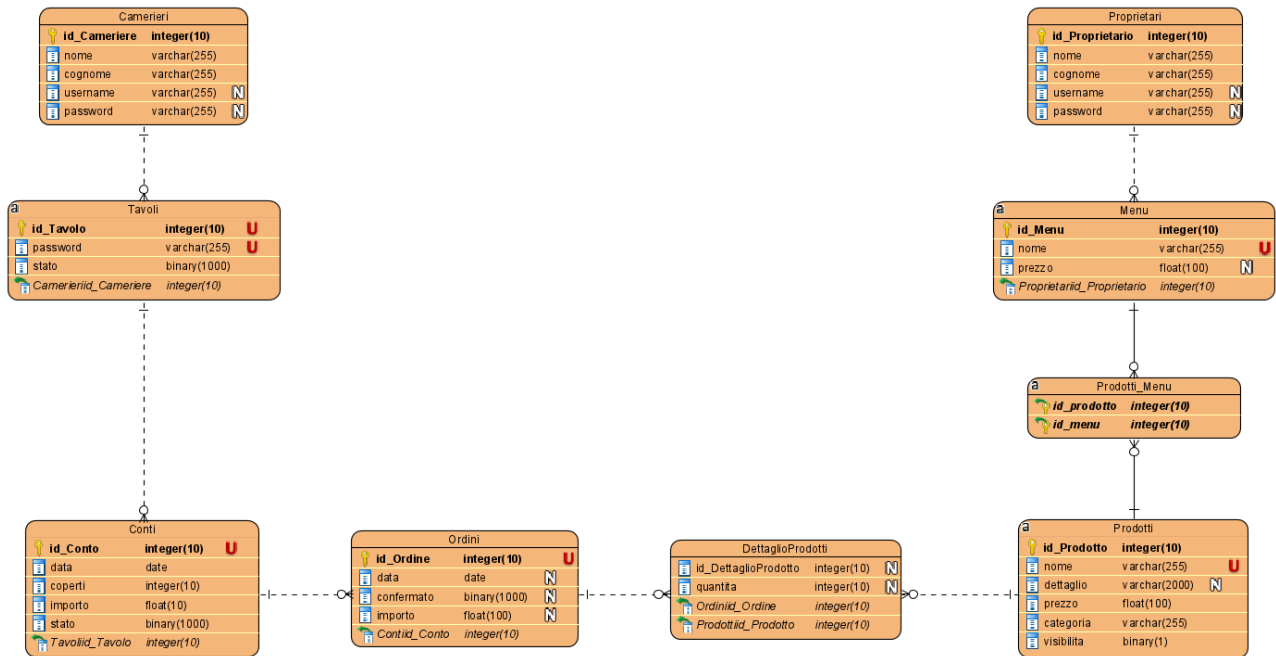 Camerieri
id_Cameriere integer(10)
nome varchar(255)
cognome varchar(255)
username varchar(255) N
password varchar(255) N
Proprietari
id_Proprietario integer(10)
nome varchar(255)
cognome varchar(255)
username varchar(255) N
password varchar(255) N
a
Tavoli
id_Tavolo integer(10) U
password varchar(255) U
stato binary(1000)
Camerieriid_Cameriere integer(10)
a
Menu
id_Menu integer(10)
nome varchar(255) U
prezzo float(100) N
Proprietariid_Proprietario integer(10)
a
Prodotti_Menu
id_prodotto integer(10)
id_menu integer(10)
Conti
id_Conto integer(10) U
data date
coperti integer(10)
importo float(10)
stato binary(1000)
Tavoliid_Tavolo integer(10)
Ordini
id_Ordine integer(10) U
data date N
confermato binary(1000) N
importo float(100) N
Contiid_Conto integer(10)
DettaglioProdotti
id_DettaglioProdotto integer(10) N
quantita integer(10) N
Ordiniid_Ordine integer(10)
Prodottiid_Prodotto integer(10)
a
Prodotti
id_Prodotto integer(10)
nome varchar(255) U
dettaglio varchar(2000) N
prezzo float(100)
categoria varchar(255)
visibilita binary(1)